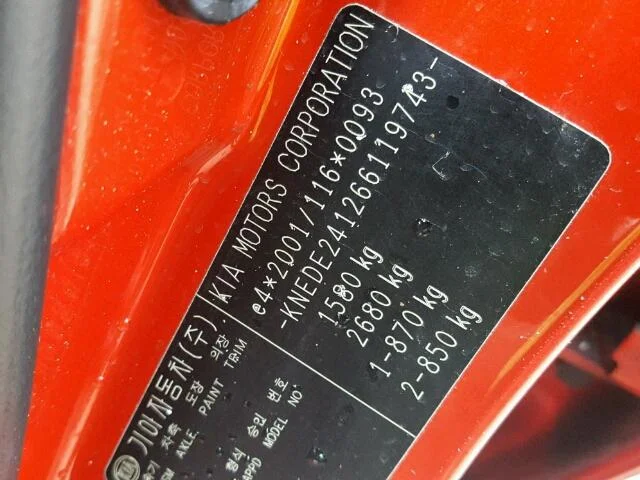 KIA 기아자동차(주) KIA MOTORS CORPORATION
e4*2001/116*0093
-KNEDE241266119743-
1580 kg
2680 kg
1-870 kg
2-850 kg
차축 도장 의장
AXLE PAINT TRIM
형식 승인 번호
APPD MODEL NO